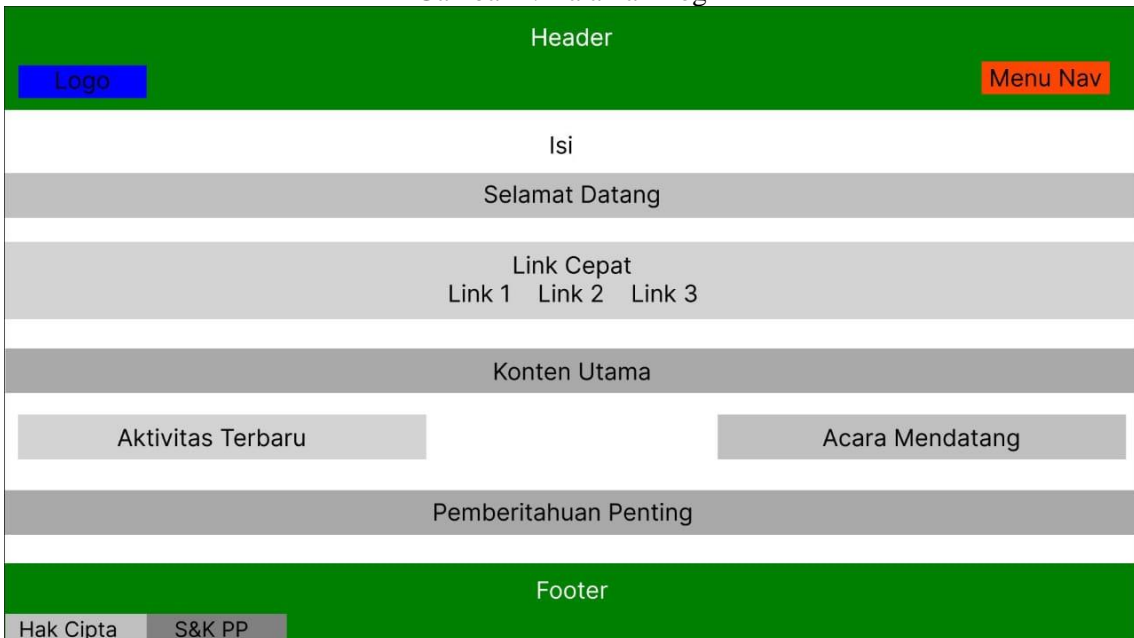 Header
Logo
Menu Nav
Isi
Selamat Datang
Link Cepat
Link 1 Link 2 Link 3
Konten Utama
Aktivitas Terbaru
Acara Mendatang
Pemberitahuan Penting
Footer
Hak Cipta
S&K PP